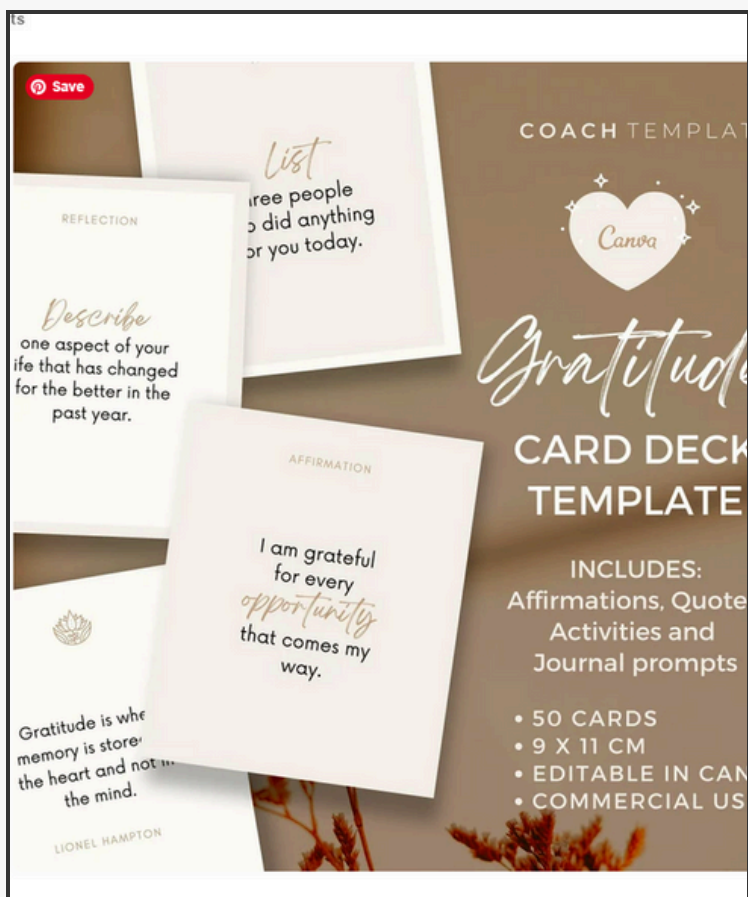 ts
Save
List
hree people
o did anything
or you today.
REFLECTION
Describe
one aspect of your
ife that has changed
for the better in the
past year.
AFFIRMATION
I am grateful
for every
opportunity
that comes my
way.
Gratitude is whe
memory is store
the heart and not in
the mind.
LIONEL HAMPTON
COACH TEMPLAT
Canva
Gratitude
CARD DECK
TEMPLATE
INCLUDES:
Affirmations, Quote
Activities and
Journal prompts
• 50 CARDS
• 9 X 11 CM
• EDITABLE IN CAN
• COMMERCIAL US